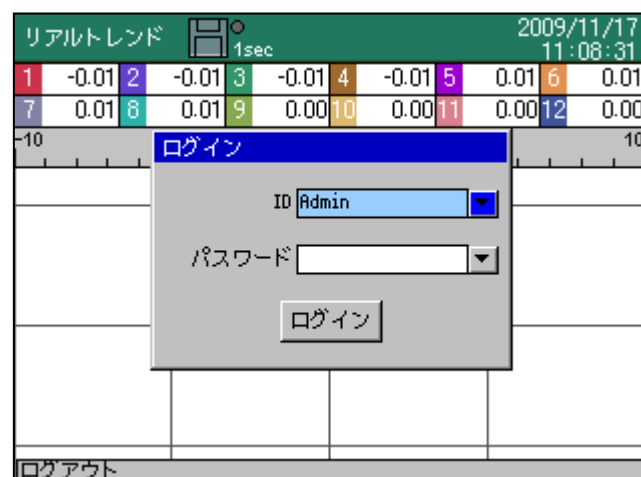 リアルトレンド 1sec 2009/11/17 11:08:31
1 -0.01 2 -0.01 3 -0.01 4 -0.01 5 0.01 6 0.01
7 0.01 8 0.01 9 0.00 10 0.00 11 0.00 12 0.00
-10 10
ログイン
ID Admin
パスワード
ログイン
ログアウト